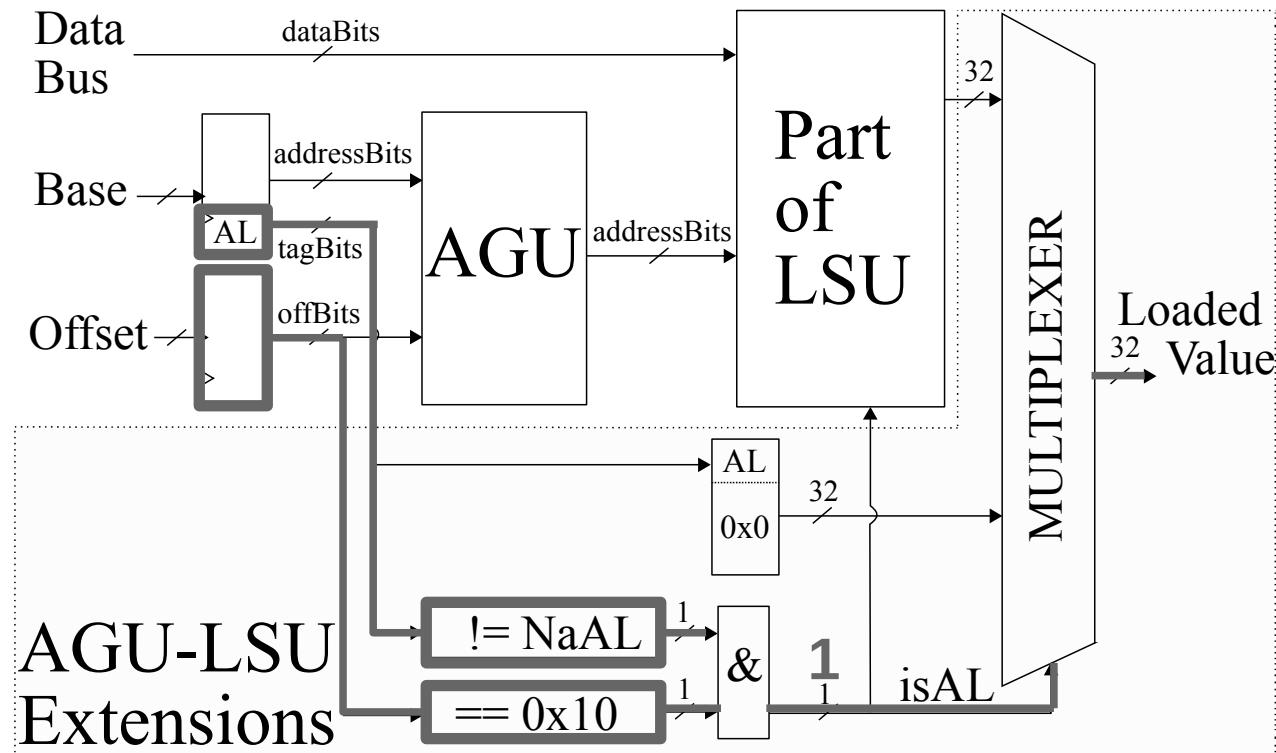 Data
Bus
dataBits
32
Part
of
LSU
addressBits
Base
AL
tagBits
AGU
addressBits
MULTIPLEXER
Offset
offBits
Loaded
Value
32
AL
0x0
32
AGU-LSU
Extensions
!= NaAL
1
== 0x10
1
&
1
1
isAL